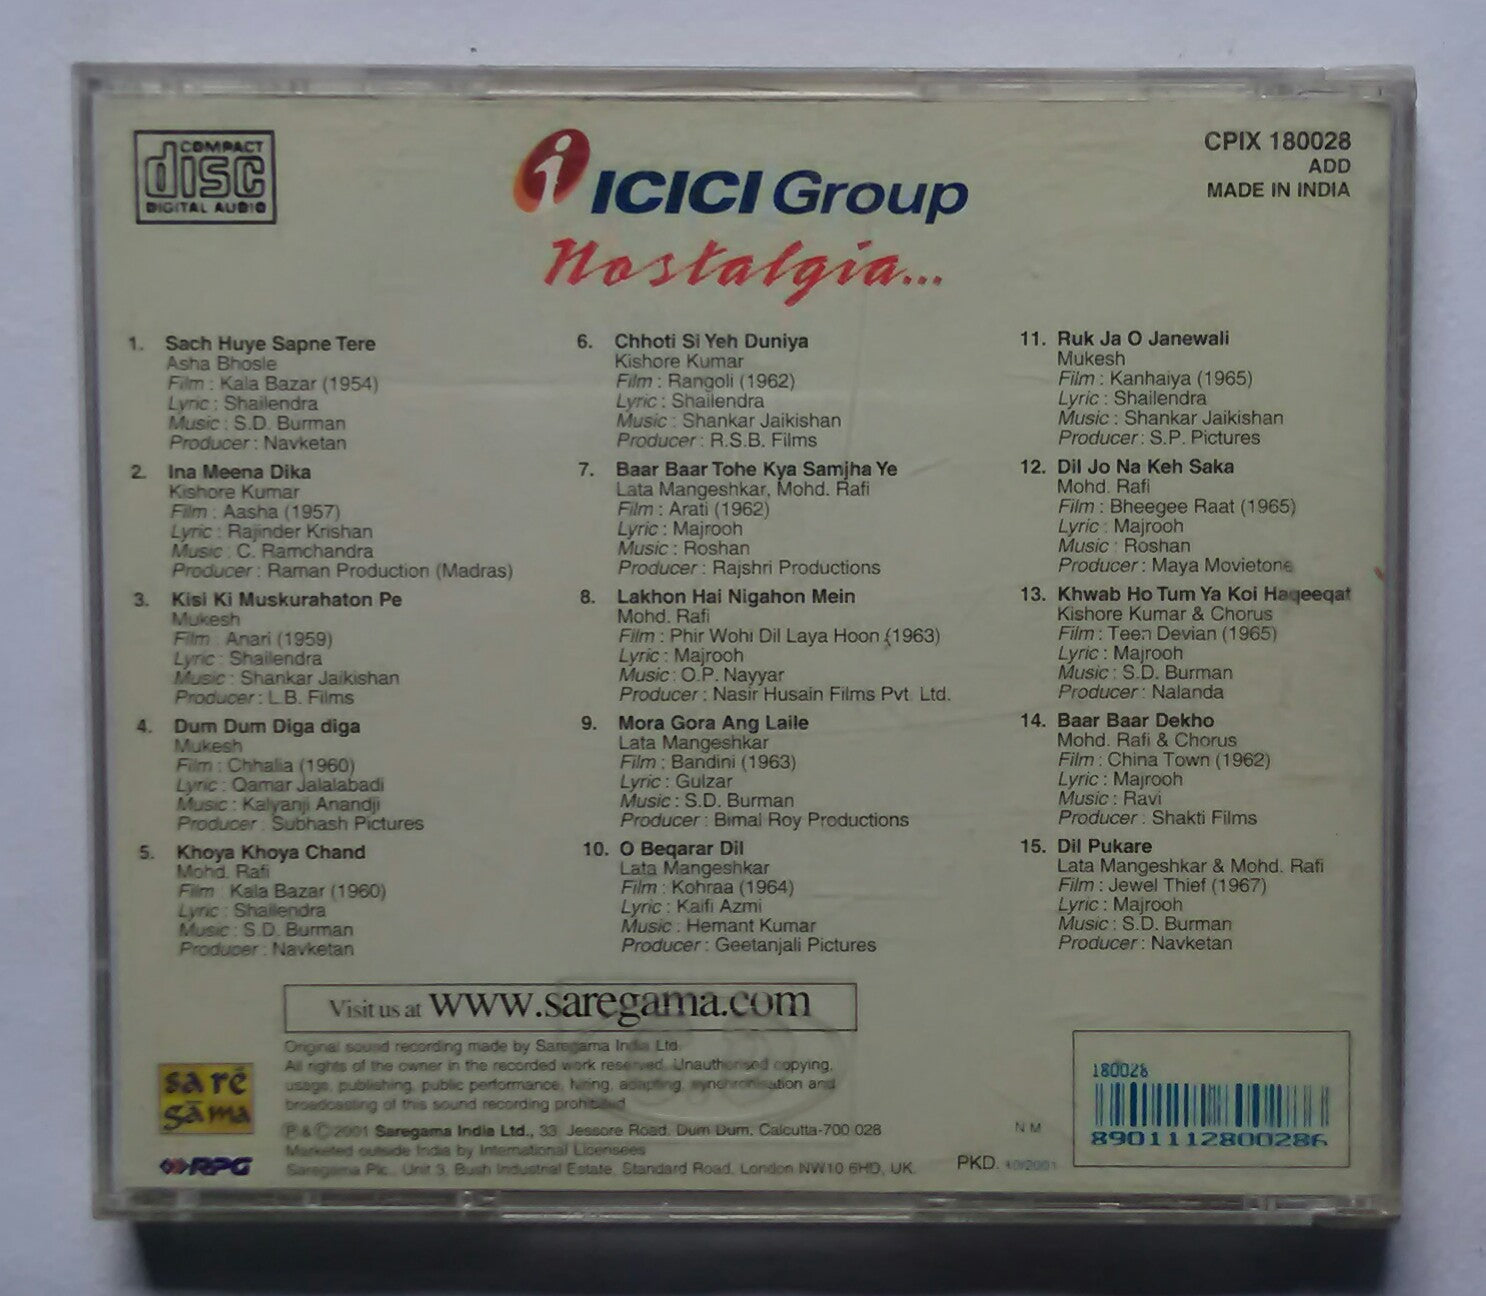 COMPACT
disc
DIGITAL AUDIO
ICICI Group
Nostalgia...
CPIX 180028
ADD
MADE IN INDIA
1. Sach Huye Sapne Tere
Asha Bhosle
Film : Kala Bazar (1954)
Lyric : Shailendra
Music : S.D. Burman
Producer : Navketan
2. Ina Meena Dika
Kishore Kumar
Film : Aasha (1957)
Lyric : Rajinder Krishan
Music : C. Ramchandra
Producer : Raman Production (Madras)
3. Kisi Ki Muskurahaton Pe
Mukesh
Film : Anari (1959)
Lyric : Shailendra
Music : Shankar Jaikishan
Producer : L.B. Films
4. Dum Dum Diga diga
Mukesh
Film : Chhalia (1960)
Lyric : Qamar Jalalabadi
Music : Kalyanji Anandji
Producer : Subhash Pictures
5. Khoya Khoya Chand
Mohd. Rafi
Film : Kala Bazar (1960)
Lyric : Shailendra
Music : S.D. Burman
Producer : Navketan
6. Chhoti Si Yeh Duniya
Kishore Kumar
Film : Rangoli (1962)
Lyric : Shailendra
Music : Shankar Jaikishan
Producer : R.S.B. Films
7. Baar Baar Tohe Kya Samjha Ye
Lata Mangeshkar, Mohd. Rafi
Film : Arati (1962)
Lyric : Majrooh
Music : Roshan
Producer : Rajshri Productions
8. Lakhon Hai Nigahon Mein
Mohd. Rafi
Film : Phir Wohi Dil Laya Hoon (1963)
Lyric : Majrooh
Music : O.P. Nayyar
Producer : Nasir Husain Films Pvt. Ltd.
9. Mora Gora Ang Laile
Lata Mangeshkar
Film : Bandini (1963)
Lyric : Gulzar
Music : S.D. Burman
Producer : Bimal Roy Productions
10. O Beqarar Dil
Lata Mangeshkar
Film : Kohraa (1964)
Lyric : Kaifi Azmi
Music : Hemant Kumar
Producer : Geetanjali Pictures
11. Ruk Ja O Janewali
Mukesh
Film : Kanhaiya (1965)
Lyric : Shailendra
Music : Shankar Jaikishan
Producer : S.P. Pictures
12. Dil Jo Na Keh Saka
Mohd. Rafi
Film : Bheegee Raat (1965)
Lyric : Majrooh
Music : Roshan
Producer : Maya Movietone
13. Khwab Ho Tum Ya Koi Haqeeqat
Kishore Kumar & Chorus
Film : Teen Devian (1965)
Lyric : Majrooh
Music : S.D. Burman
Producer : Nalanda
14. Baar Baar Dekho
Mohd. Rafi & Chorus
Film : China Town (1962)
Lyric : Majrooh
Music : Ravi
Producer : Shakti Films
15. Dil Pukare
Lata Mangeshkar & Mohd. Rafi
Film : Jewel Thief (1967)
Lyric : Majrooh
Music : S.D. Burman
Producer : Navketan
Visit us at www.saregama.com
Original sound recording made by Saregama India Ltd.
All rights of the owner in the recorded work reserved. Unauthorised copying,
usage, publishing, public performance, hiring, adapting, synchronisation and
broadcasting of this sound recording prohibited.
℗ & © 2001 Saregama India Ltd., 33, Jessore Road, Dum Dum, Calcutta-700 028
Marketed outside India by International Licensees
Saregama Plc., Unit 3, Bush Industrial Estate, Standard Road, London NW10 6HD, UK.
sa rē
gā ma
RPG
N M
PKD. 10/2001
180028
8901112800286